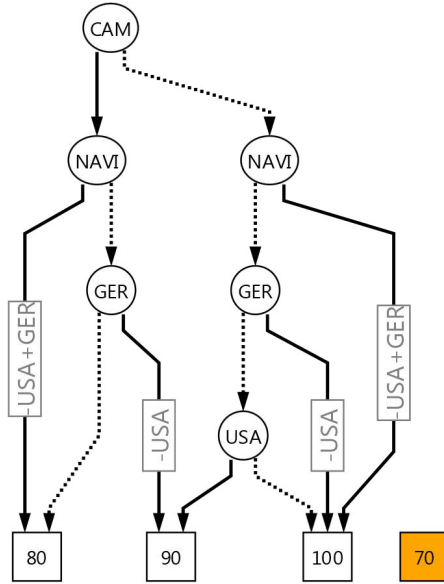 CAM
NAVI
NAVI
GER
GER
-USA+GER
-USA+GER
-USA
USA
-USA
80
90
100
70